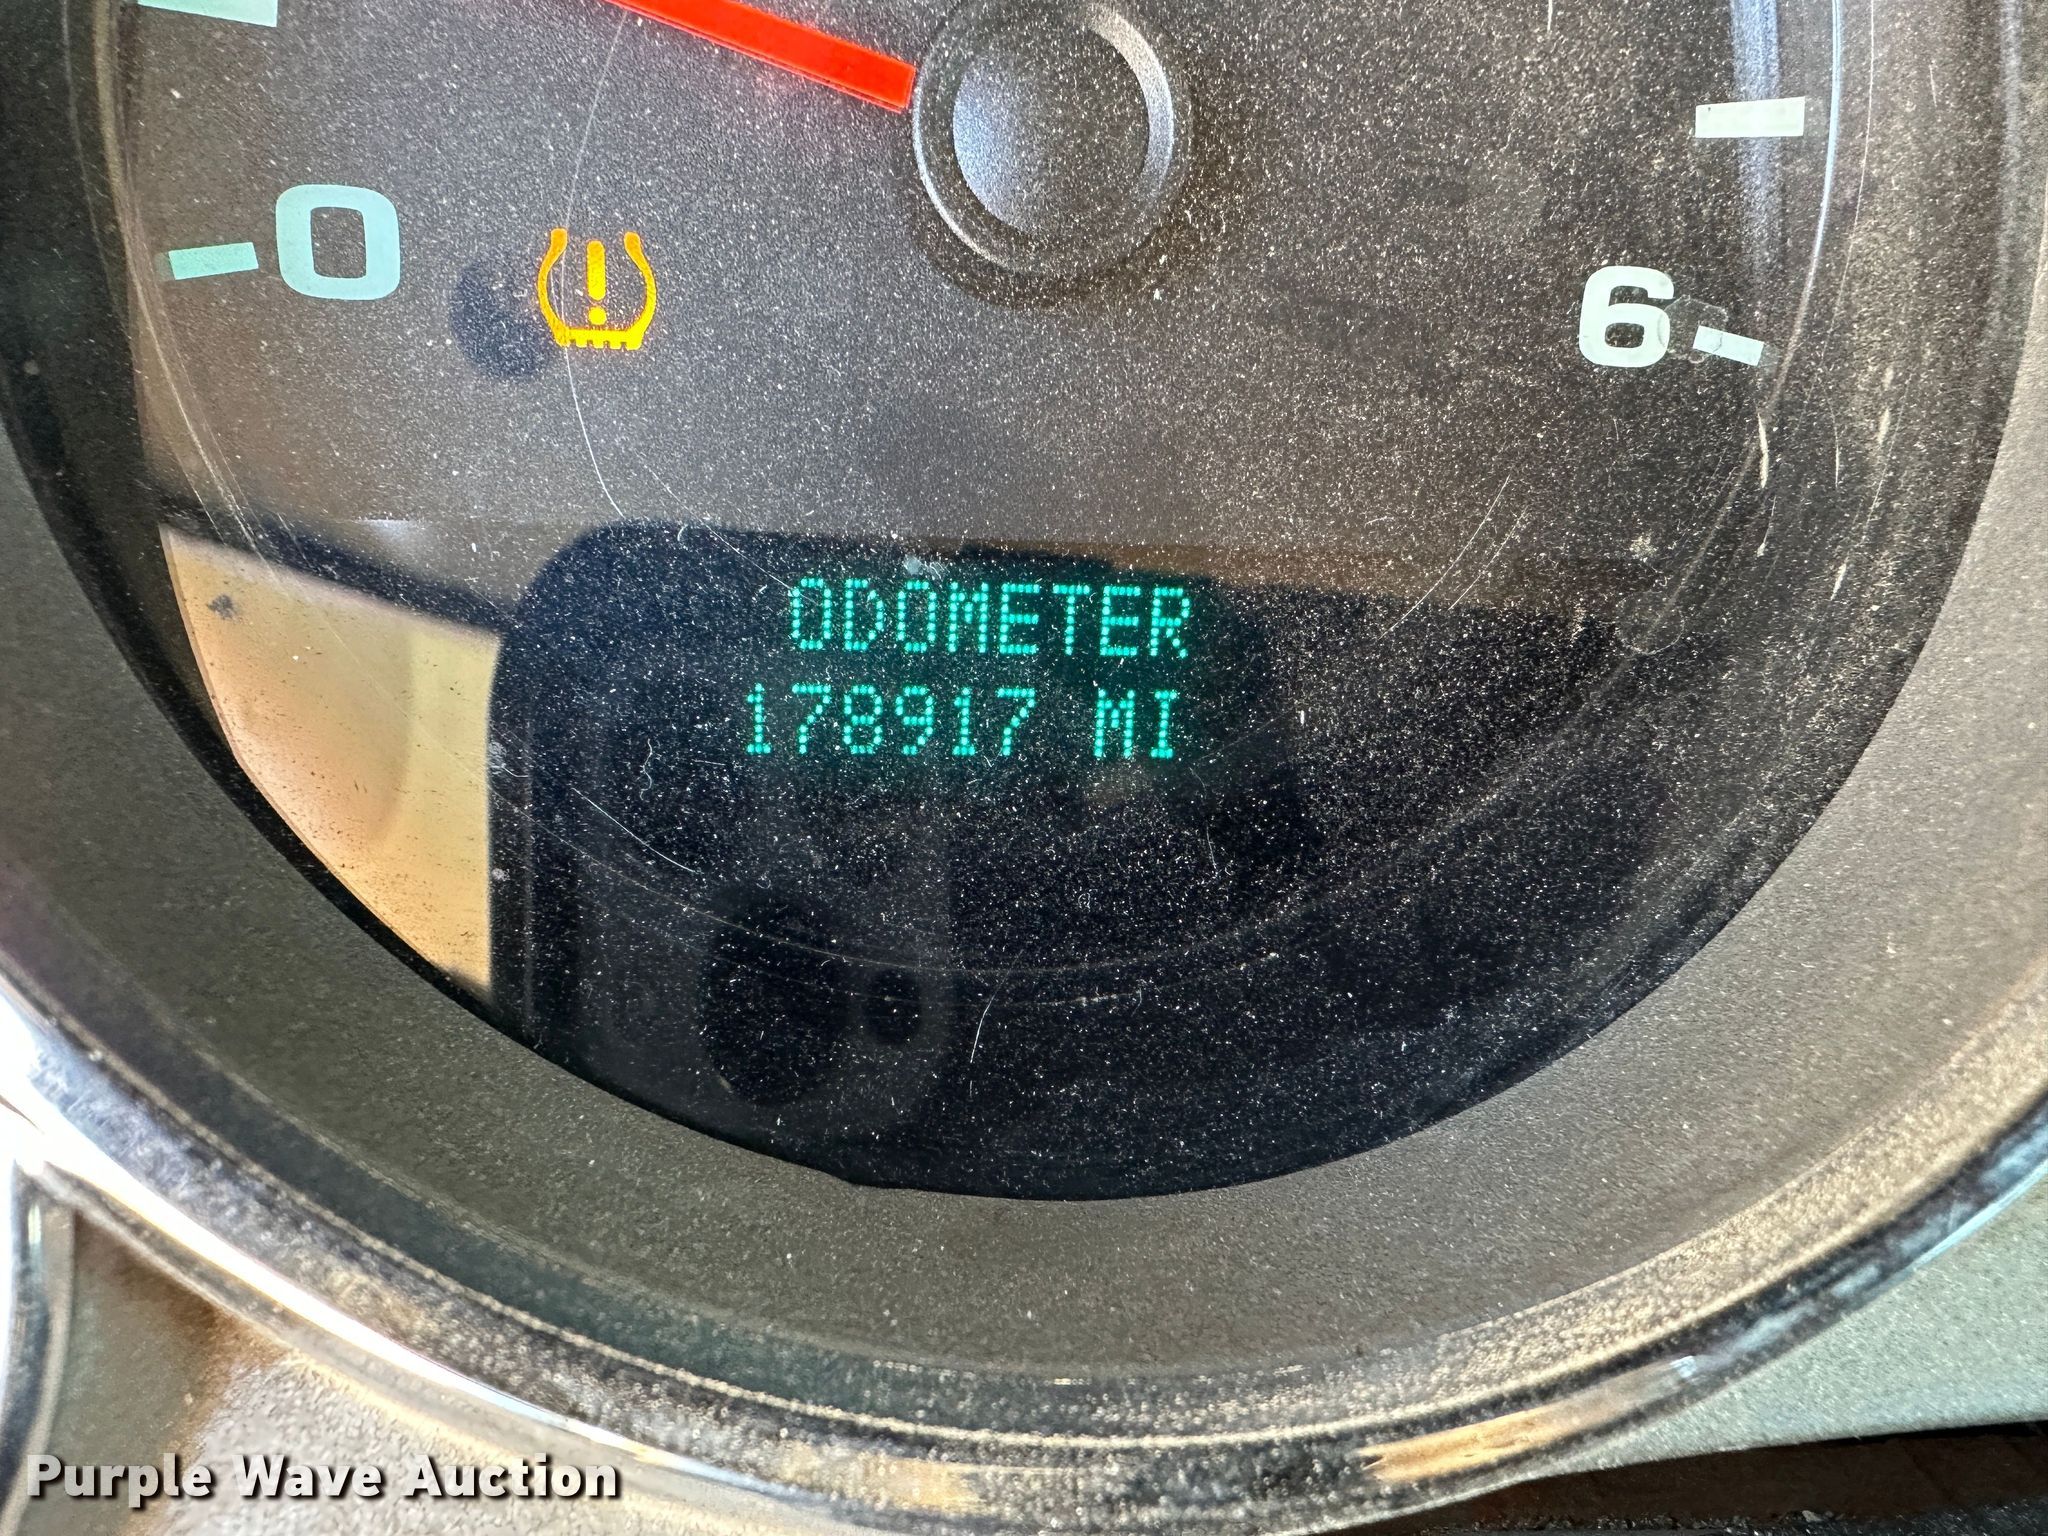 0
6
ODOMETER
178917 MI
Purple Wave Auction